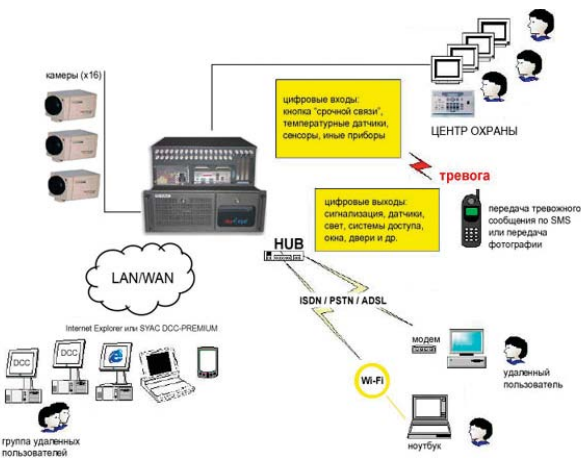 камеры (x16)
цифровые входы:
кнопка "срочной связи",
температурные датчики,
сенсоры, иные приборы
ЦЕНТР ОХРАНЫ
тревога
цифровые выходы:
сигнализация, датчики,
свет, системы доступа,
окна, двери и др.
передача тревожного
сообщения по SMS
или передача
фотографии
HUB
LAN/WAN
ISDN / PSTN / ADSL
Internet Explorer или SYAC DCC-PREMIUM
DCC
DCC
модем
удаленный
пользователь
Wi-Fi
ноутбук
группа удаленных
пользователей